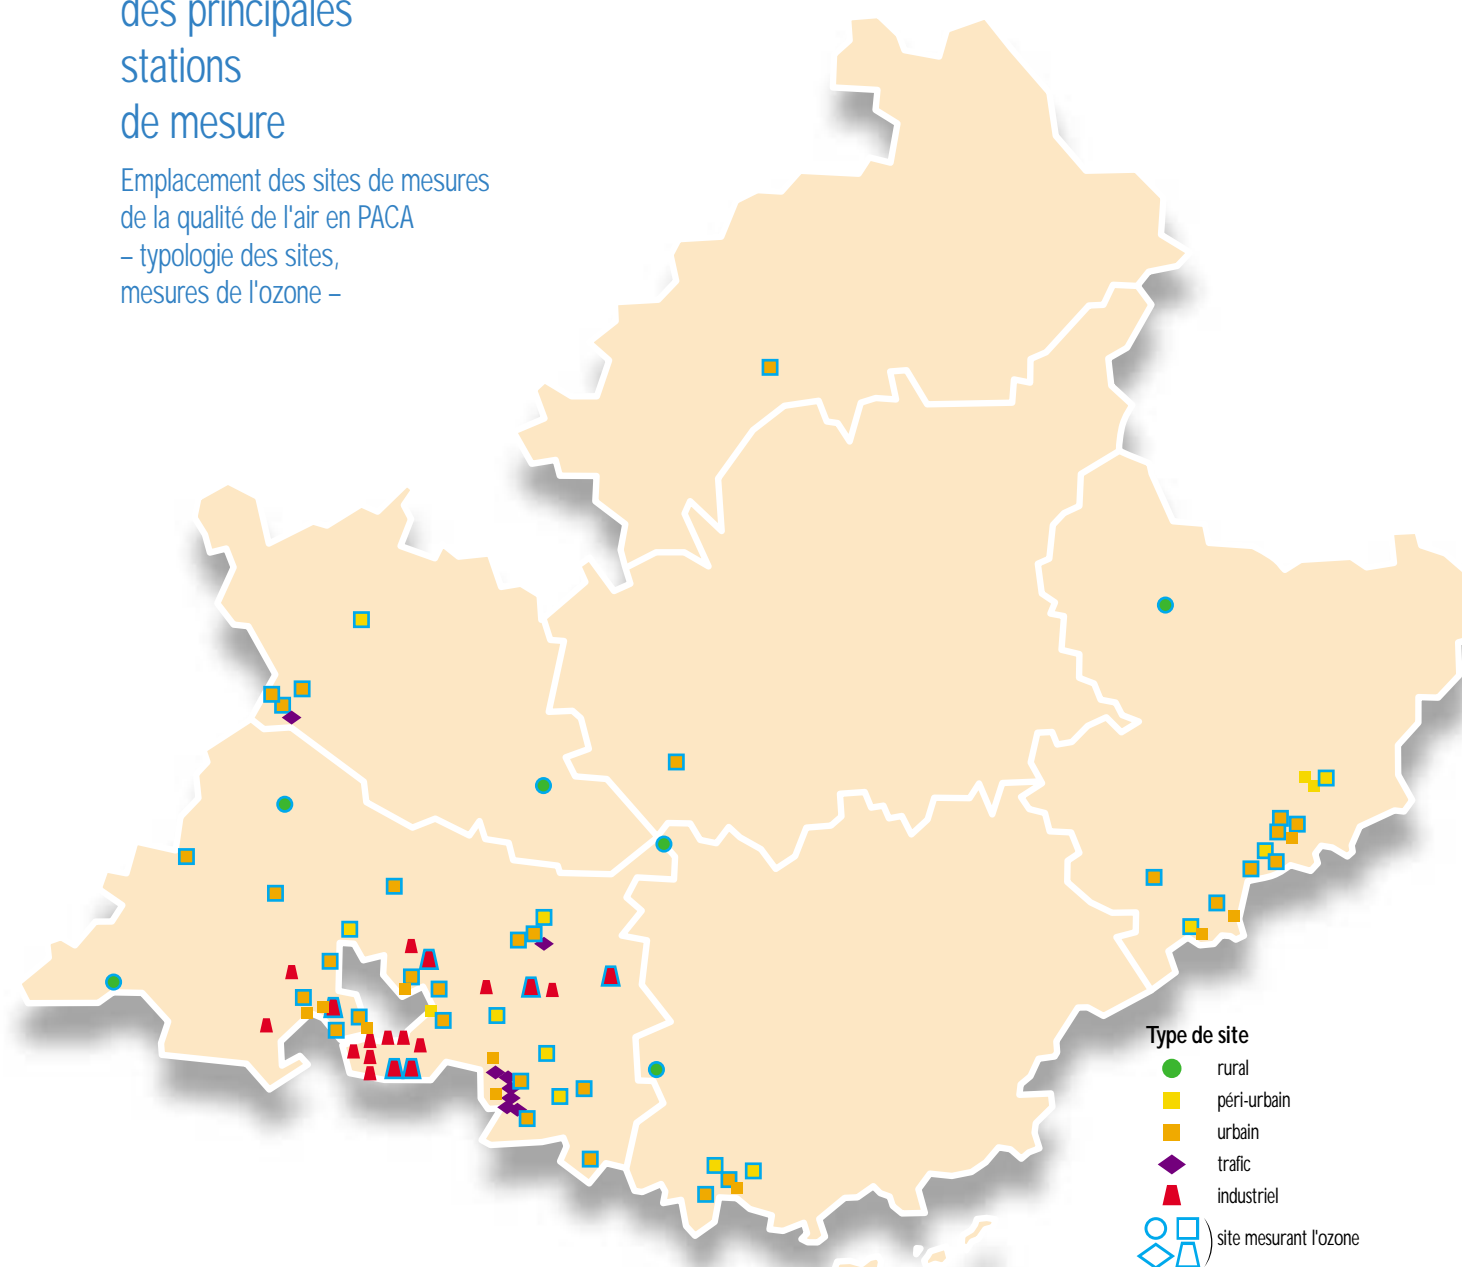 des principales
stations
de mesure
Emplacement des sites de mesures
de la qualité de l'air en PACA
– typologie des sites,
mesures de l'ozone –
Type de site
rural
péri-urbain
urbain
trafic
industriel
site mesurant l'ozone